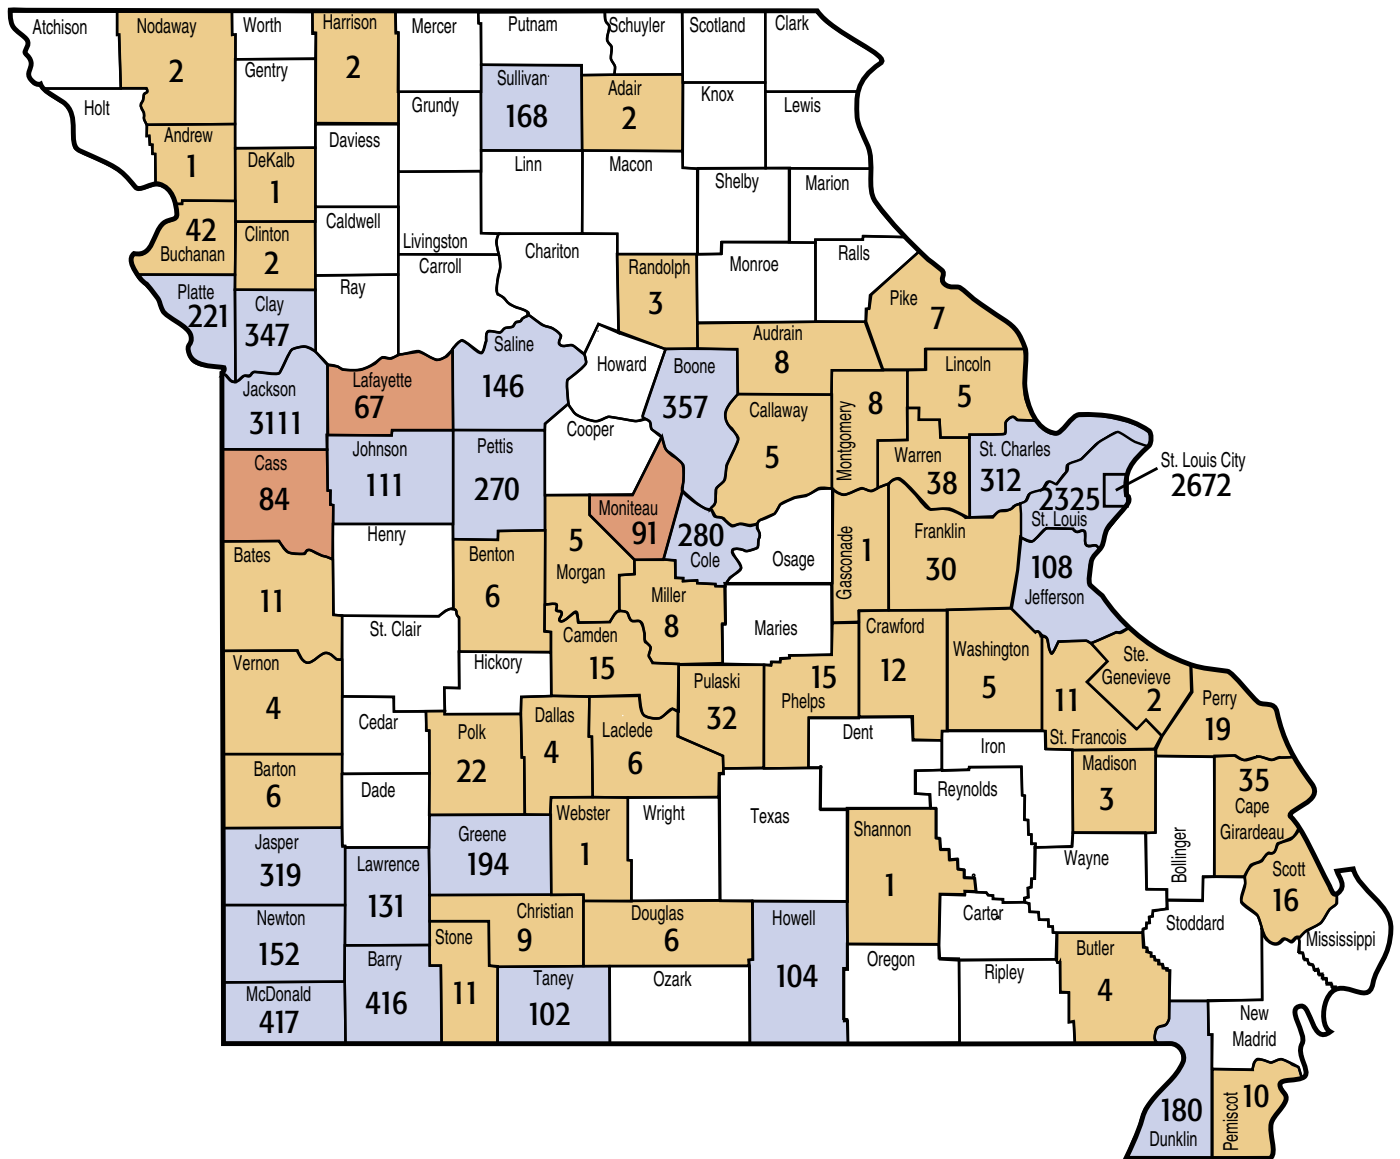 Atchison
Nodaway
2
Worth
Harrison
2
Mercer
Putnam
Schuyler
Scotland
Clark
Gentry
Holt
Sullivan
168
Adair
2
Grundy
Knox
Lewis
Andrew
1
DeKalb
1
Daviess
Linn
Macon
Shelby
Marion
42
Buchanan
Clinton
2
Caldwell
Livingston
Chariton
Carroll
Randolph
3
Monroe
Ralls
Platte
221
Clay
347
Ray
Pike
7
Saline
146
Howard
Boone
357
Audrain
8
Lincoln
5
Jackson
3111
Lafayette
67
Callaway
5
Montgomery
8
Warren
38
St. Charles
312
St. Louis City
2672
2325
St. Louis
Cooper
Cass
84
Johnson
111
Pettis
270
Moniteau
91
280
Cole
Osage
Gasconade
1
Franklin
30
108
Jefferson
Henry
Bates
11
Benton
6
5
Morgan
Miller
8
Maries
St. Clair
Hickory
Camden
15
Crawford
12
Washington
5
Ste.
Genevieve
2
Vernon
4
Pulaski
32
15
Phelps
11
St. Francois
Perry
19
Cedar
Polk
22
Dallas
4
Laclede
6
Dent
Iron
Barton
6
Dade
Madison
3
35
Cape
Girardeau
Reynolds
Jasper
319
Greene
194
Webster
1
Wright
Texas
Shannon
1
Wayne
Bollinger
Scott
16
Lawrence
131
Newton
152
Christian
9
Douglas
6
Howell
104
Carter
Stoddard
Mississippi
Stone
11
Barry
416
McDonald
417
Taney
102
Ozark
Oregon
Ripley
Butler
4
New
Madrid
180
Dunklin
Pemiscot
10